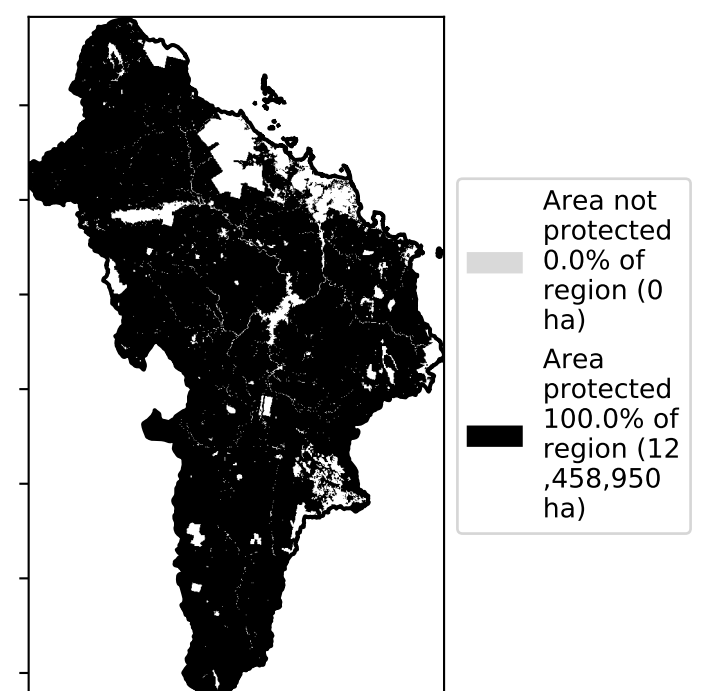 Area not
protected
0.0% of
region (0
ha)
Area
protected
100.0% of
region (12
,458,950
ha)